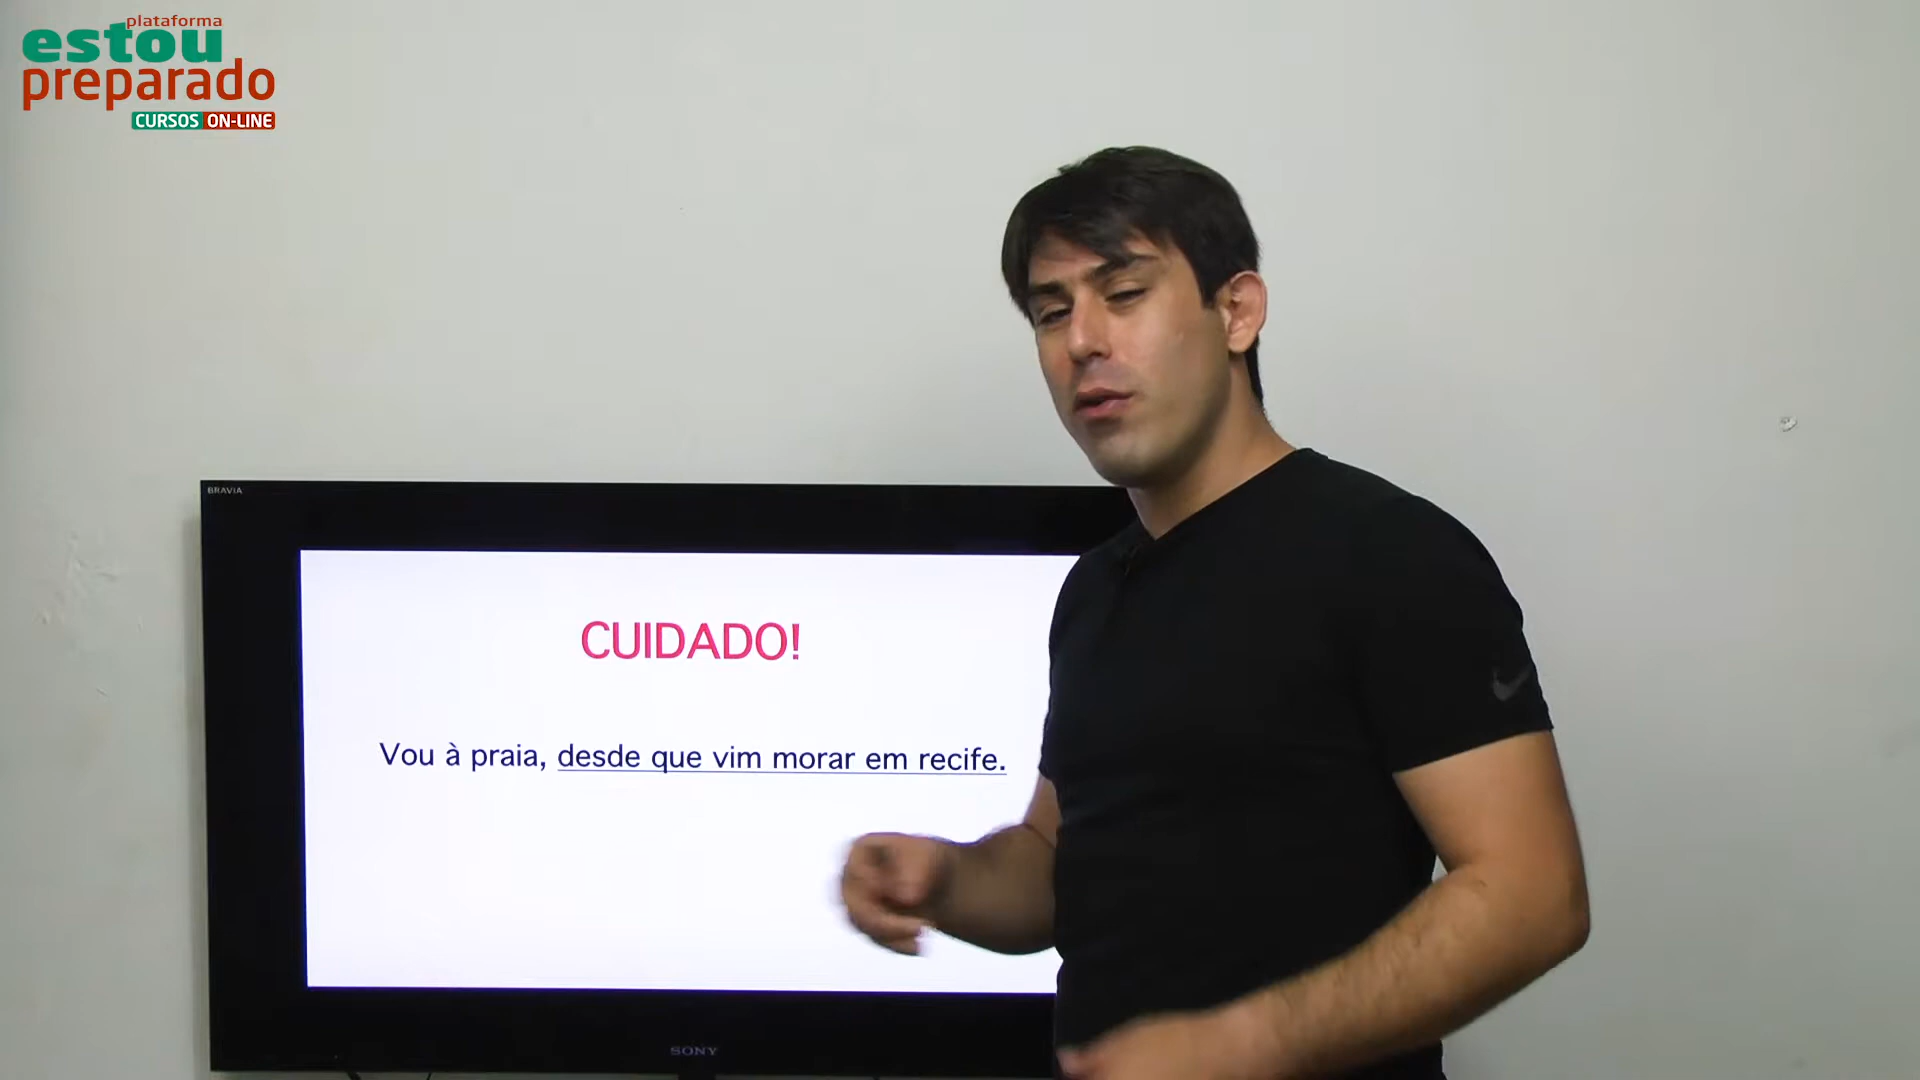 plataforma
estou
preparado
CURSOS ON-LINE
BRAVIA
CUIDADO!
Vou à praia, desde que vim morar em recife.
SONY